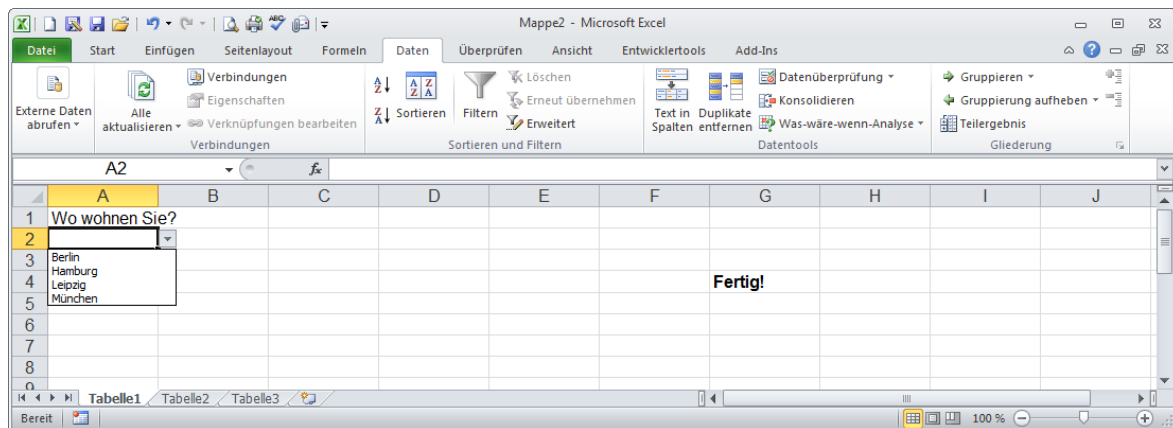 Mappe2 - Microsoft Excel
Datei Start Einfügen Seitenlayout Formeln Daten Überprüfen Ansicht Entwicklertools Add-Ins
Externe Daten abrufen
Alle aktualisieren
Verbindungen
Eigenschaften
Verknüpfungen bearbeiten
Verbindungen
Sortieren
Filtern
Löschen
Erneut übernehmen
Erweitert
Sortieren und Filtern
Text in Spalten
Duplikate entfernen
Datenüberprüfung
Konsolidieren
Was-wäre-wenn-Analyse
Datentools
Gruppieren
Gruppierung aufheben
Teilergebnis
Gliederung
A2 fx
A B C D E F G H I J
1 Wo wohnen Sie?
2
3 Berlin
Hamburg
4 Leipzig Fertig!
5 München
6
7
8
9
Tabelle1 Tabelle2 Tabelle3
Bereit 100 %